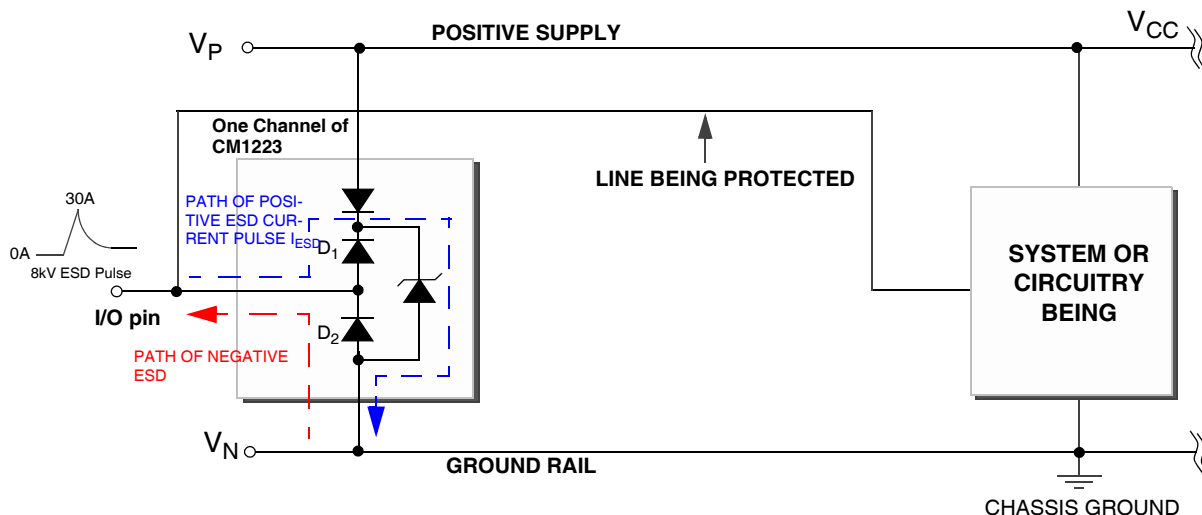 V_P
POSITIVE SUPPLY
V_CC
One Channel of
CM1223
LINE BEING PROTECTED
30A
0A
8kV ESD Pulse
PATH OF POSI-
TIVE ESD CUR-
RENT PULSE I_ESD
D_1
I/O pin
D_2
PATH OF NEGATIVE
ESD
SYSTEM OR
CIRCUITRY
BEING
V_N
GROUND RAIL
CHASSIS GROUND